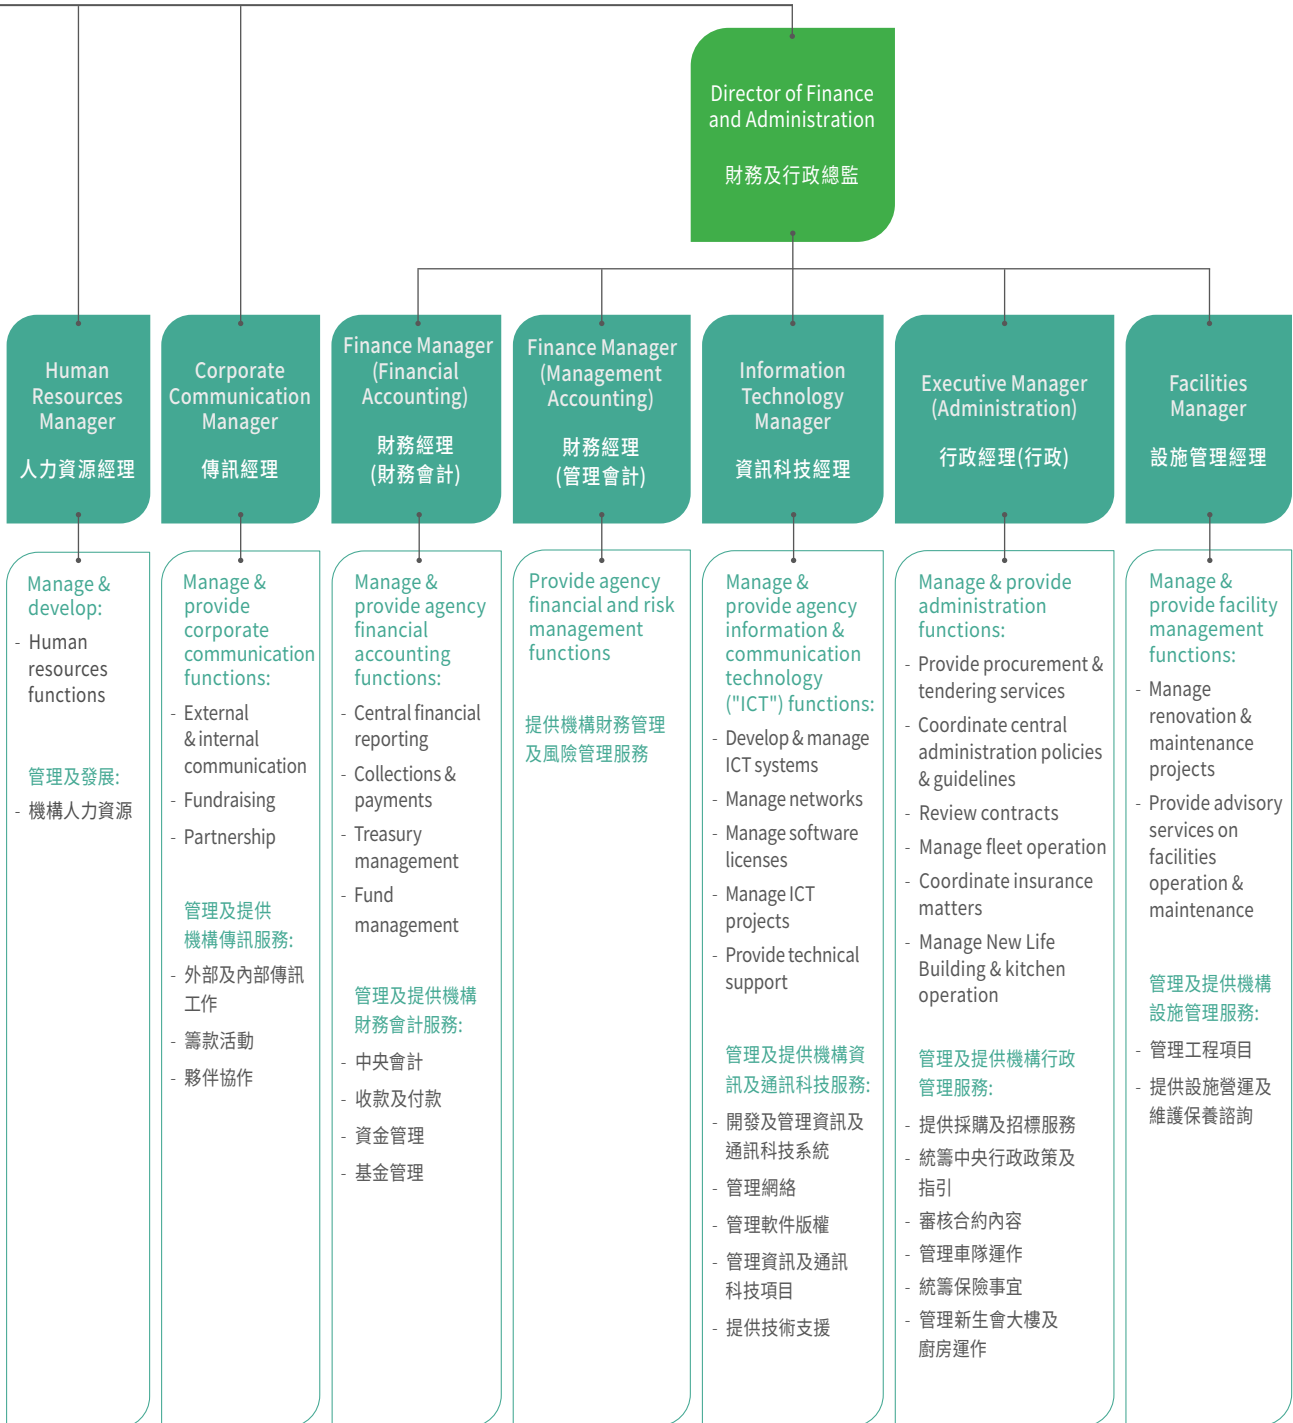 Director of Finance
and Administration
財務及行政總監
Human
Resources
Manager
人力資源經理
Corporate
Communication
Manager
傳訊經理
Finance Manager
(Financial
Accounting)
財務經理
(財務會計)
Finance Manager
(Management
Accounting)
財務經理
(管理會計)
Information
Technology
Manager
資訊科技經理
Executive Manager
(Administration)
行政經理(行政)
Facilities
Manager
設施管理經理
Manage &
develop:
- Human
resources
functions
管理及發展:
- 機構人力資源
Manage &
provide
corporate
communication
functions:
- External
& internal
communication
- Fundraising
- Partnership
管理及提供
機構傳訊服務:
- 外部及內部傳訊
工作
- 籌款活動
- 夥伴協作
Manage &
provide agency
financial
accounting
functions:
- Central financial
reporting
- Collections &
payments
- Treasury
management
- Fund
management
管理及提供機構
財務會計服務:
- 中央會計
- 收款及付款
- 資金管理
- 基金管理
Provide agency
financial and risk
management
functions
提供機構財務管理
及風險管理服務
Manage &
provide agency
information &
communication
technology
("ICT") functions:
- Develop & manage
ICT systems
- Manage networks
- Manage software
licenses
- Manage ICT
projects
- Provide technical
support
管理及提供機構資
訊及通訊科技服務:
- 開發及管理資訊及
通訊科技系統
- 管理網絡
- 管理軟件版權
- 管理資訊及通訊
科技項目
- 提供技術支援
Manage & provide
administration
functions:
- Provide procurement &
tendering services
- Coordinate central
administration policies
& guidelines
- Review contracts
- Manage fleet operation
- Coordinate insurance
matters
- Manage New Life
Building & kitchen
operation
管理及提供機構行政
管理服務:
- 提供採購及招標服務
- 統籌中央行政政策及
指引
- 審核合約內容
- 管理車隊運作
- 統籌保險事宜
- 管理新生會大樓及
廚房運作
Manage &
provide facility
management
functions:
- Manage
renovation &
maintenance
projects
- Provide advisory
services on
facilities
operation &
maintenance
管理及提供機構
設施管理服務:
- 管理工程項目
- 提供設施營運及
維護保養諮詢